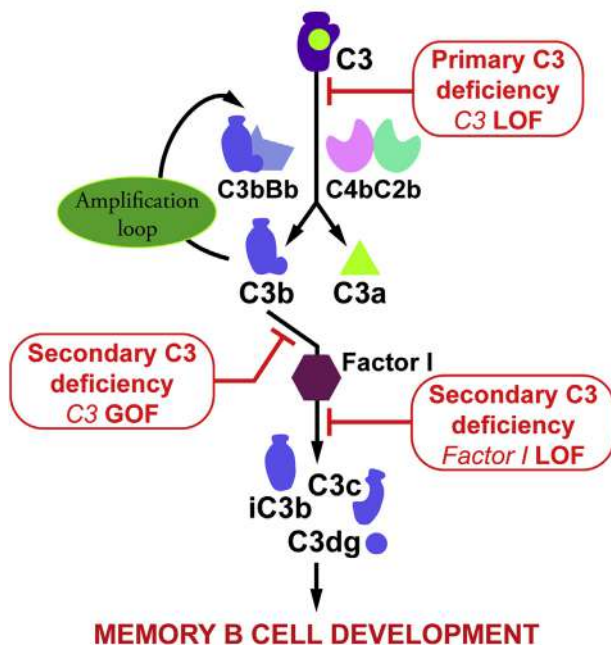 C3
Primary C3
deficiency
C3 LOF
C3bBb
C4bC2b
Amplification
loop
C3b
C3a
Secondary C3
deficiency
C3 GOF
Factor I
Secondary C3
deficiency
Factor I LOF
iC3b
C3c
C3dg
MEMORY B CELL DEVELOPMENT